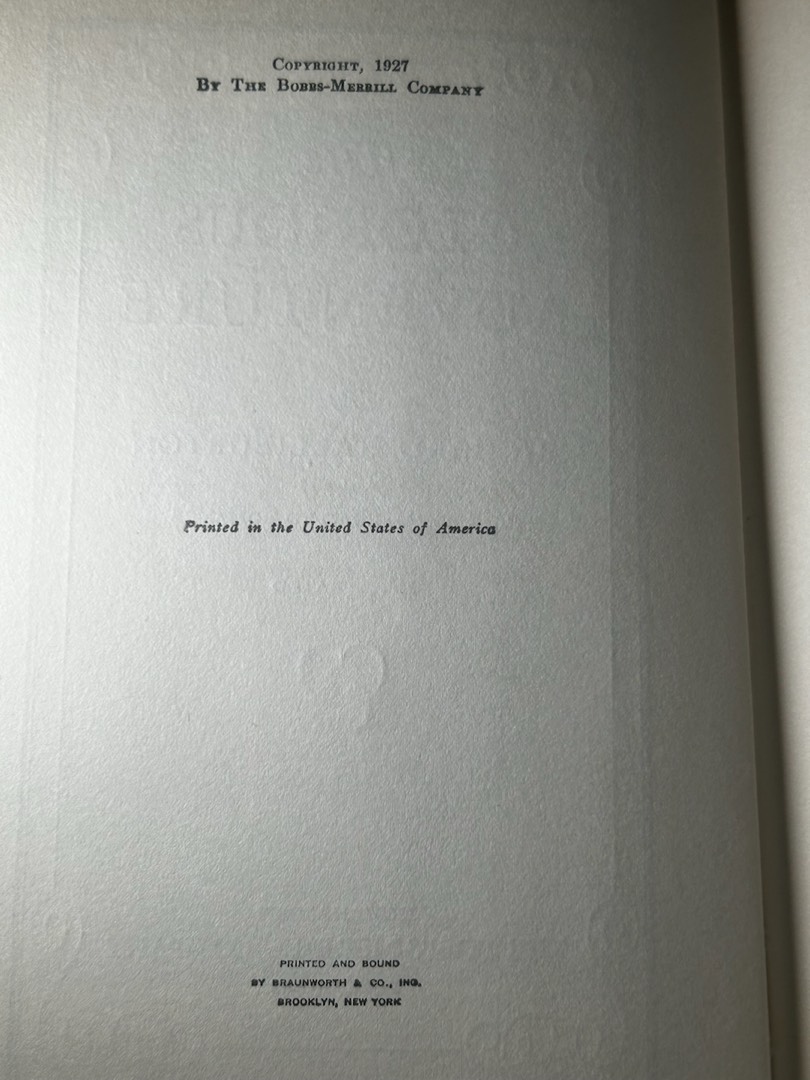 Copyright, 1927
By The Bobbs-Merrill Company
Printed in the United States of America
PRINTED AND BOUND
BY BRAUNWORTH & CO., INC.
BROOKLYN, NEW YORK